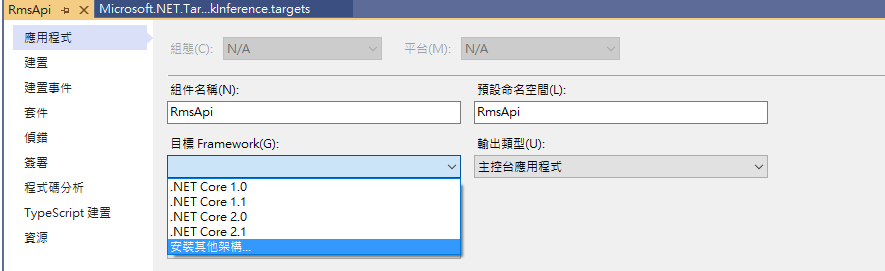 RmsApi
Microsoft.NET.Tar...kInference.targets
應用程式
建置
建置事件
套件
偵錯
簽署
程式碼分析
TypeScript 建置
資源
組態(C):
N/A
平台(M):
N/A
組件名稱(N):
RmsApi
預設命名空間(L):
RmsApi
目標 Framework(G):
輸出類型(U):
主控台應用程式
.NET Core 1.0
.NET Core 1.1
.NET Core 2.0
.NET Core 2.1
安裝其他架構...